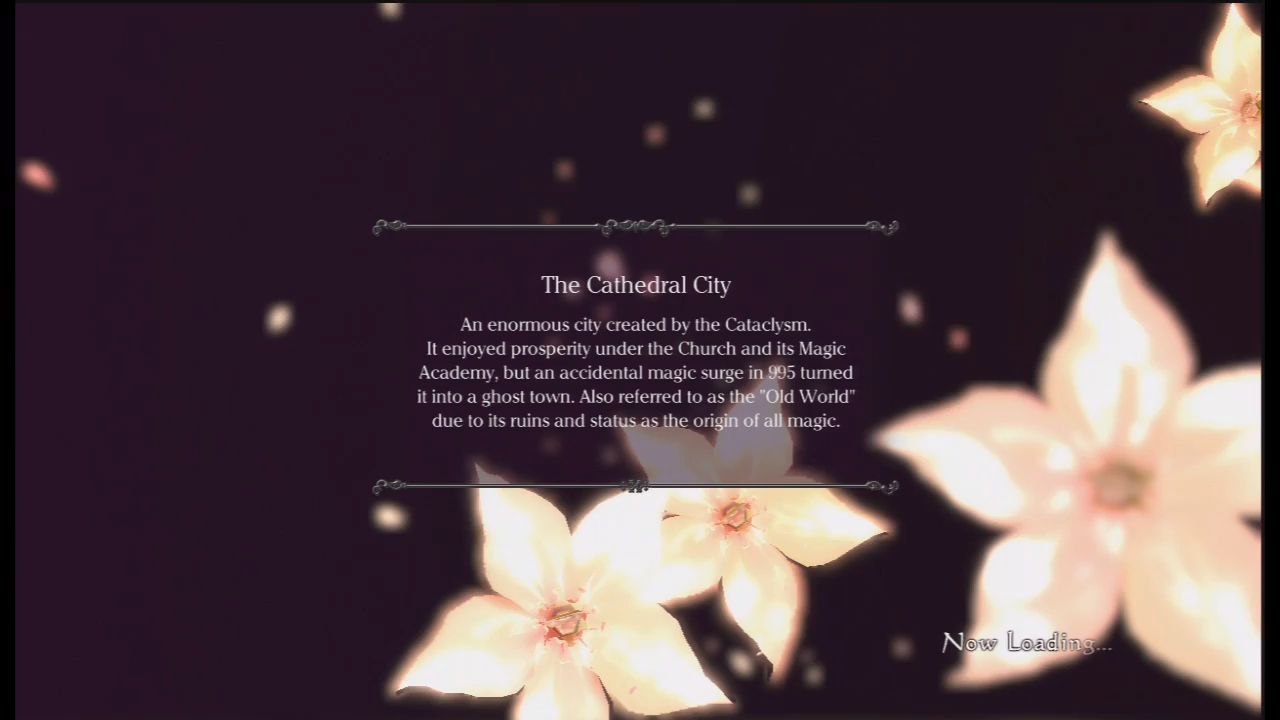 The Cathedral City
An enormous city created by the Cataclysm.
It enjoyed prosperity under the Church and its Magic
Academy, but an accidental magic surge in 995 turned
it into a ghost town. Also referred to as the "Old World"
due to its ruins and status as the origin of all magic.
Now Loading...